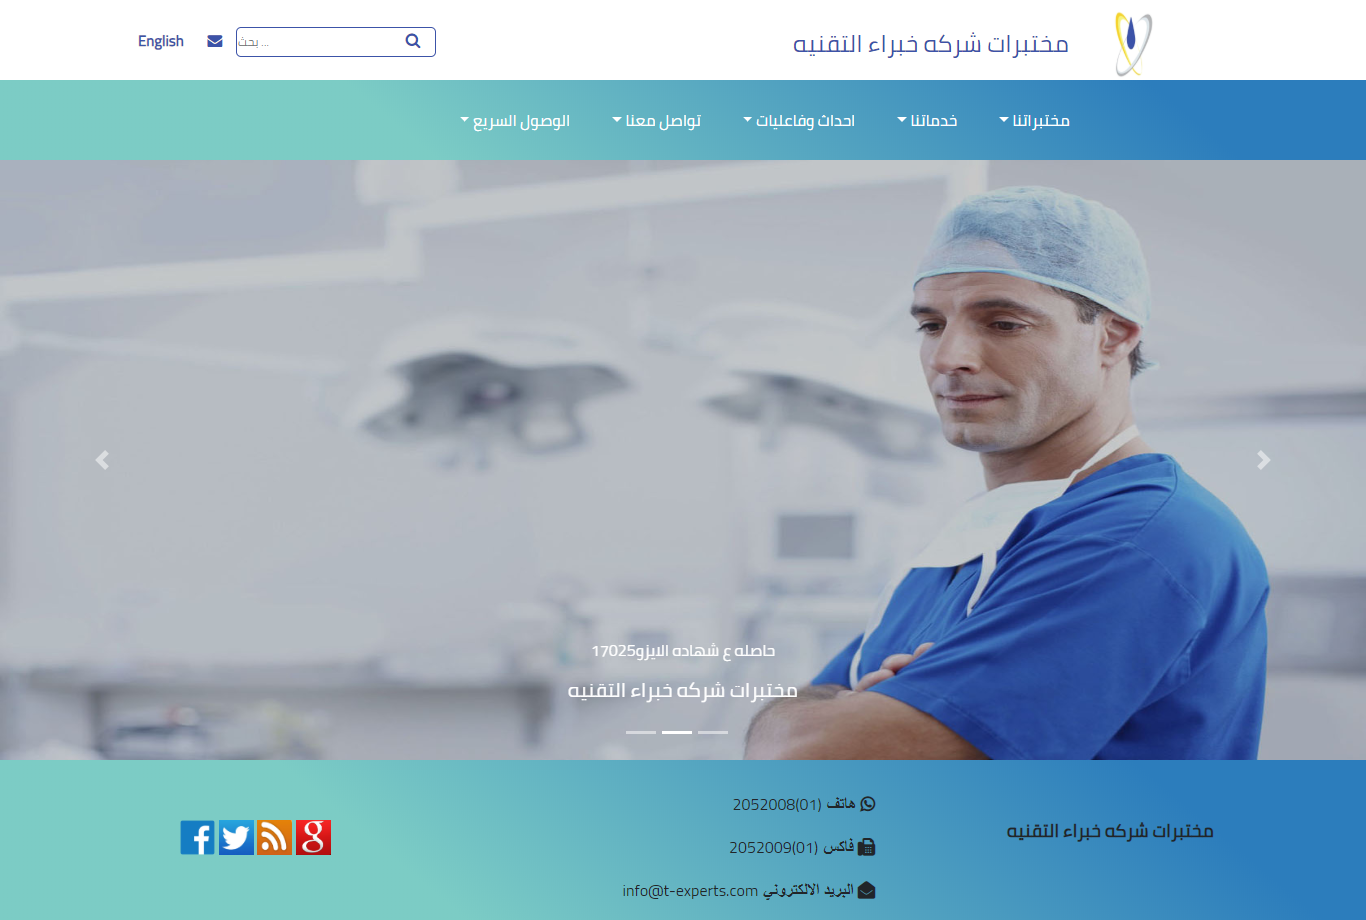 مختبرات شركه خبراء التقنيه
بحث ...
English
مختبراتنا
خدماتنا
احداث وفاعليات
تواصل معنا
الوصول السريع
حاصله ع شهاده الايزو17025
مختبرات شركه خبراء التقنيه
مختبرات شركه خبراء التقنيه
هاتف (01)2052008
فاكس (01)2052009
البريد الالكتروني info@t-experts.com